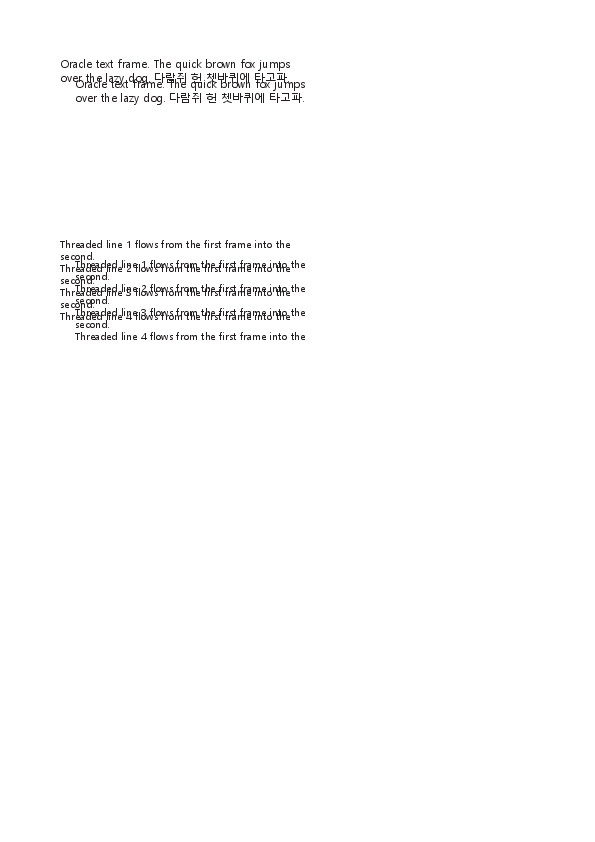 Oracle text frame. The quick brown fox jumps
over the lazy dog. 다람쥐 헌 쳇바퀴에 타고파.
Oracle text frame. The quick brown fox jumps
over the lazy dog. 다람쥐 헌 쳇바퀴에 타고파.
Threaded line 1 flows from the first frame into the
second.
Threaded line 1 flows from the first frame into the
Threaded line 2 flows from the first frame into the
second.
second.
Threaded line 2 flows from the first frame into the
Threaded line 3 flows from the first frame into the
second.
second.
Threaded line 3 flows from the first frame into the
Threaded line 4 flows from the first frame into the
second.
Threaded line 4 flows from the first frame into the